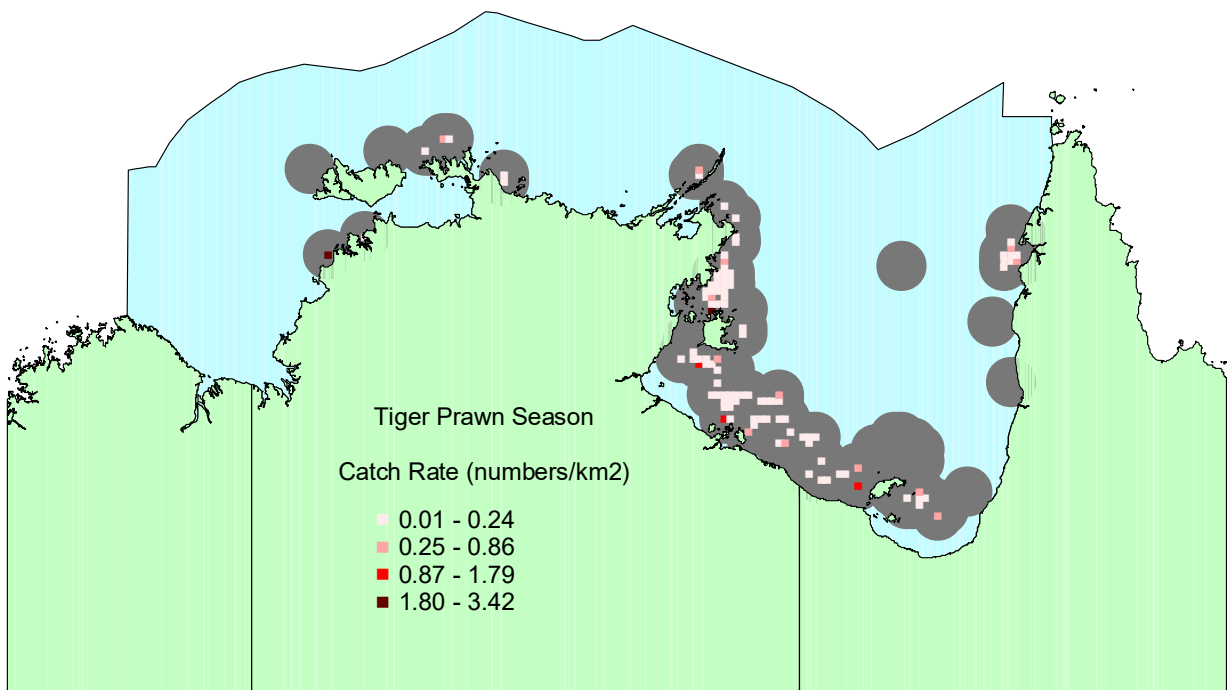 Tiger Prawn Season
Catch Rate (numbers/km2)
0.01 - 0.24
0.25 - 0.86
0.87 - 1.79
1.80 - 3.42